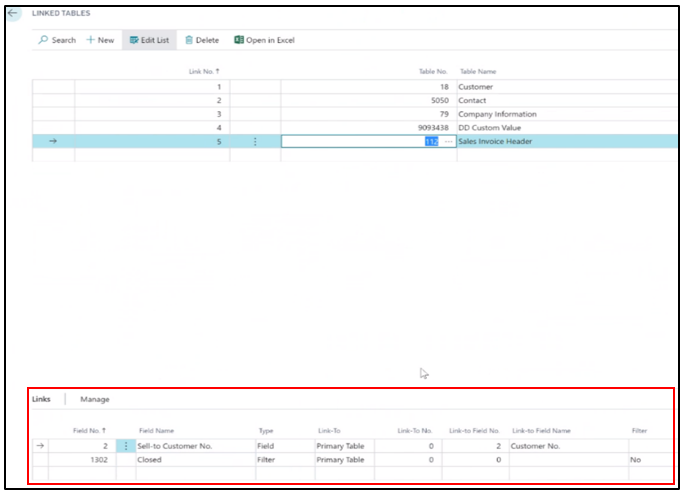 LINKED TABLES
Search New Edit List Delete Open in Excel
Link No. ↑ Table No. Table Name
1 18 Customer
2 5050 Contact
3 79 Company Information
4 9093438 DD Custom Value
→ 5 112 ··· Sales Invoice Header
Links Manage
Field No. ↑ Field Name Type Link-To Link-To No. Link-to Field No. Link-to Field Name Filter
→ 2 Sell-to Customer No. Field Primary Table 0 2 Customer No.
1302 Closed Filter Primary Table 0 0 No